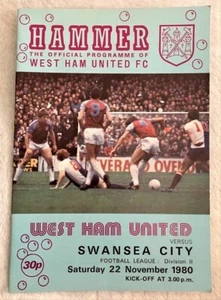 HAMMER
THE OFFICIAL PROGRAMME OF
WEST HAM UNITED FC
WEST HAM UNITED
VERSUS
SWANSEA CITY
FOOTBALL LEAGUE: Division II
Saturday 22 November 1980
KICK-OFF AT 3.00 p.m.
30p